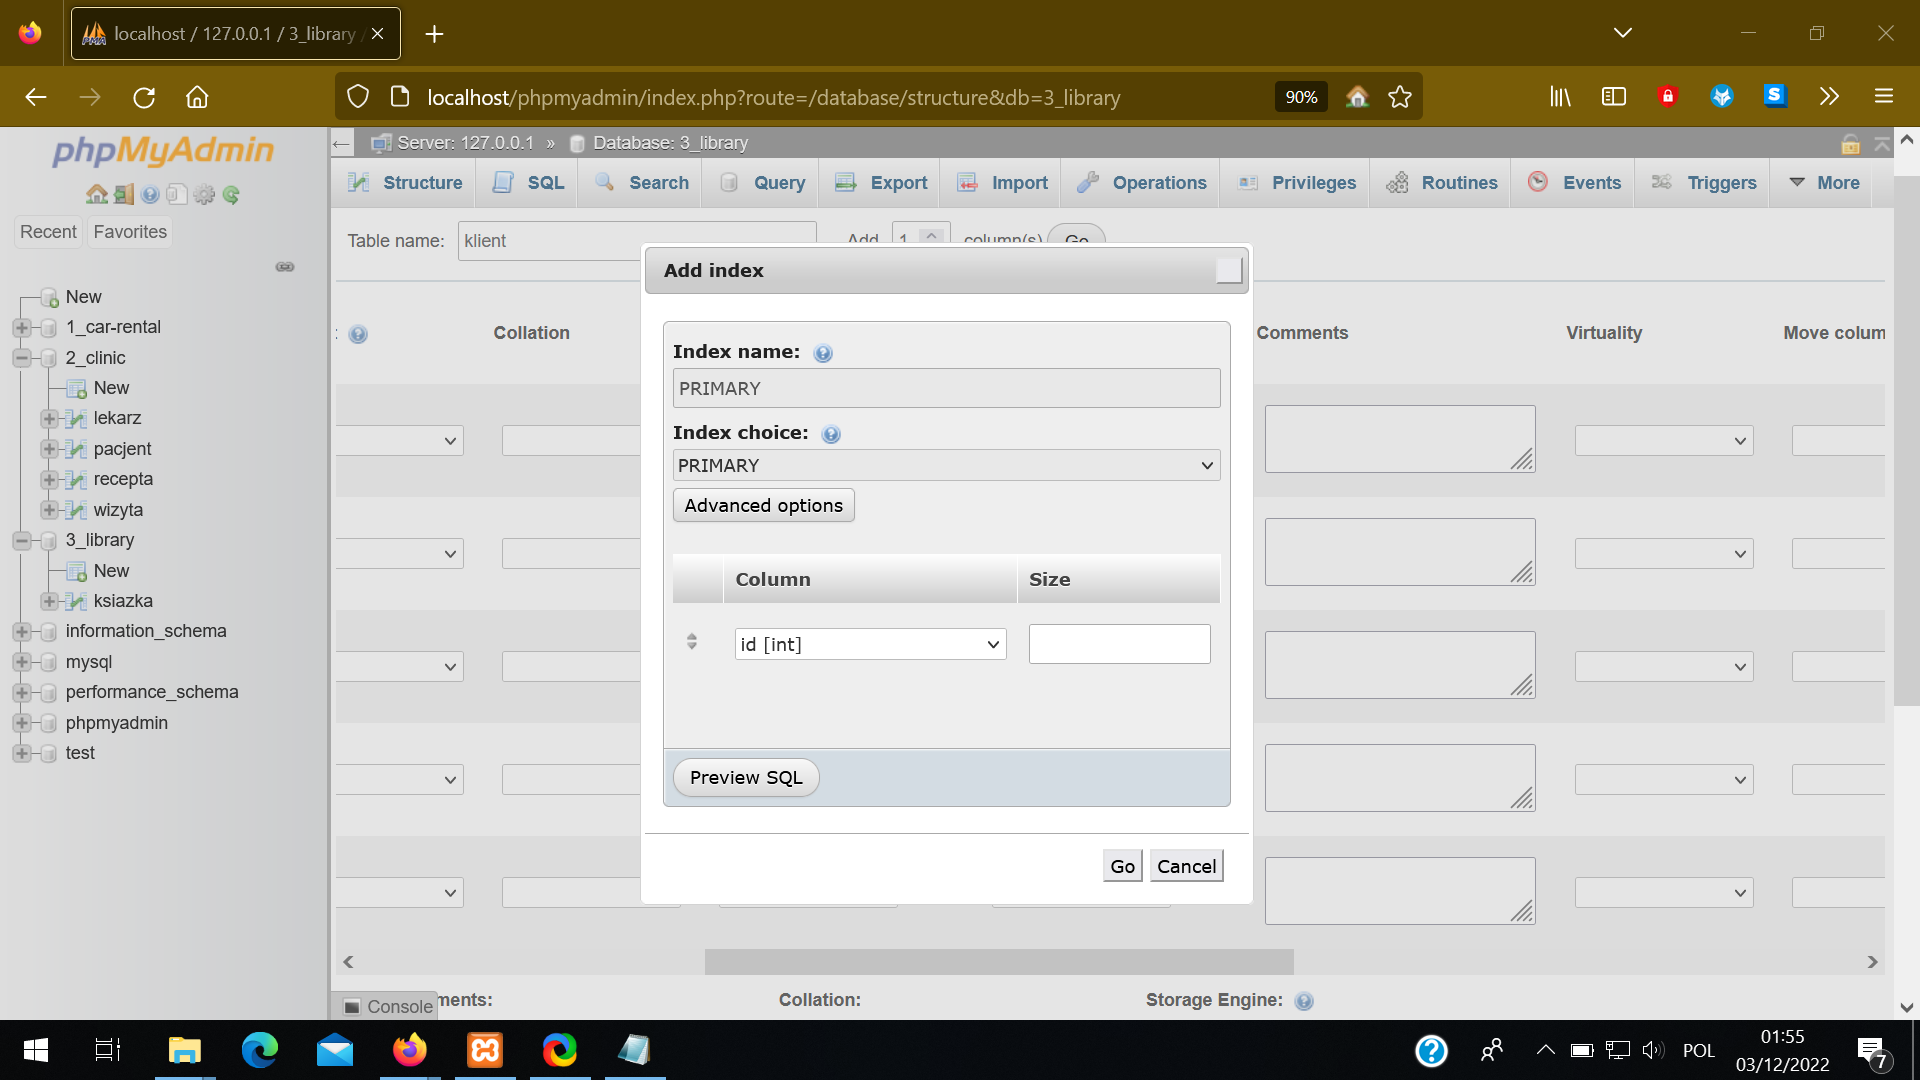 localhost / 127.0.0.1 / 3_library /
localhost/phpmyadmin/index.php?route=/database/structure&db=3_library
90%
phpMyAdmin
Recent
Favorites
New
1_car-rental
2_clinic
New
lekarz
pacjent
recepta
wizyta
3_library
New
ksiazka
information_schema
mysql
performance_schema
phpmyadmin
test
Server: 127.0.0.1 » Database: 3_library
Structure
SQL
Search
Query
Export
Import
Operations
Privileges
Routines
Events
Triggers
More
Table name: klient
Add 1 column(s) Go
Collation
Comments
Virtuality
Move colum
Add index
Index name:
PRIMARY
Index choice:
PRIMARY
Advanced options
Column
Size
id [int]
Preview SQL
Go
Cancel
Console
ments:
Collation:
Storage Engine:
POL
01:55
03/12/2022
7